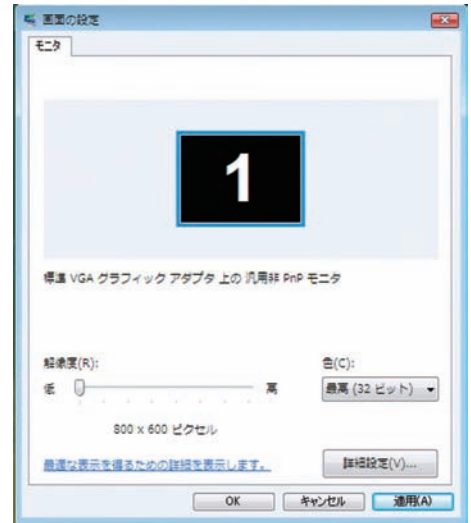 画面の設定
モニタ
1
標準 VGA グラフィック アダプタ 上の 汎用非 PnP モニタ
解像度(R):
色(C):
低
高
最高 (32 ビット)
800 x 600 ピクセル
最適な表示を得るための詳細を表示します。
詳細設定(V)...
OK
キャンセル
適用(A)